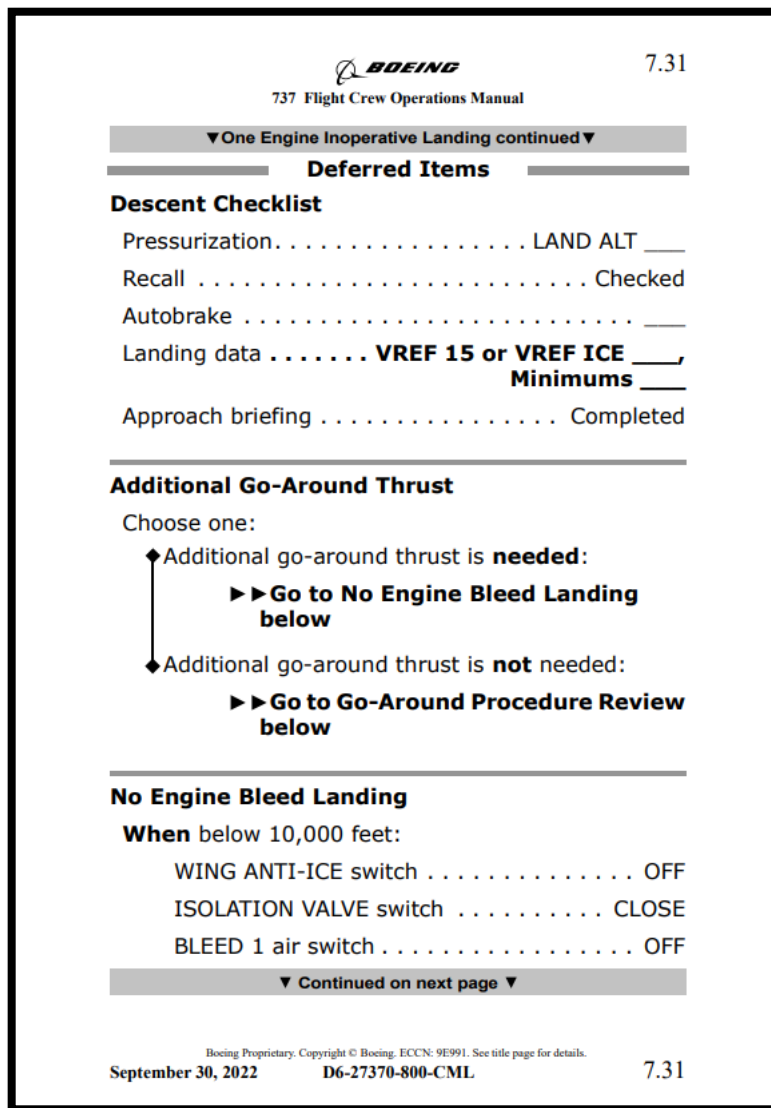 BOEING
7.31
737 Flight Crew Operations Manual
▼One Engine Inoperative Landing continued▼
Deferred Items
Descent Checklist
Pressurization. . . . . . . . . . . . . . . . . LAND ALT ___
Recall . . . . . . . . . . . . . . . . . . . . . . . . . . Checked
Autobrake . . . . . . . . . . . . . . . . . . . . . . . . . . ___
Landing data . . . . . . . VREF 15 or VREF ICE ___,
Minimums ___
Approach briefing . . . . . . . . . . . . . . . . Completed
Additional Go-Around Thrust
Choose one:
◆Additional go-around thrust is needed:
►►Go to No Engine Bleed Landing
below
◆Additional go-around thrust is not needed:
►►Go to Go-Around Procedure Review
below
No Engine Bleed Landing
When below 10,000 feet:
WING ANTI-ICE switch . . . . . . . . . . . . . . OFF
ISOLATION VALVE switch . . . . . . . . . . CLOSE
BLEED 1 air switch . . . . . . . . . . . . . . . . . OFF
▼ Continued on next page ▼
Boeing Proprietary. Copyright © Boeing. ECCN: 9E991. See title page for details.
September 30, 2022 D6-27370-800-CML 7.31